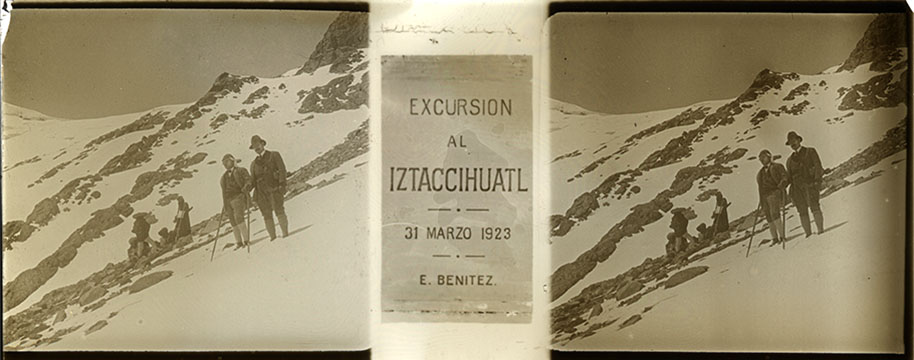 EXCURSION
AL
IZTACCIHUATL
31 MARZO 1923
E. BENITEZ.